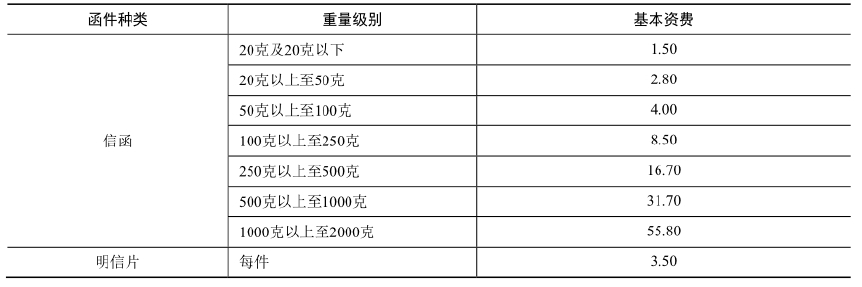 函件种类 重量级别 基本资费
信函 20克及20克以下 1.50
20克以上至50克 2.80
50克以上至100克 4.00
100克以上至250克 8.50
250克以上至500克 16.70
500克以上至1000克 31.70
1000克以上至2000克 55.80
明信片 每件 3.50